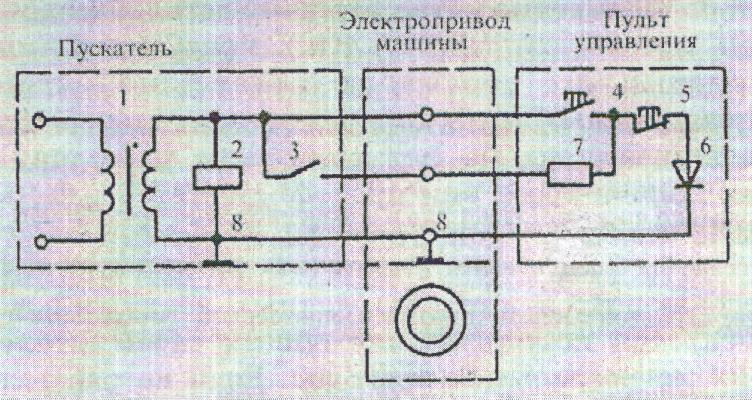 Пускатель
Электропривод
машины
Пульт
управления
1
2
3
4
5
6
7
8
8